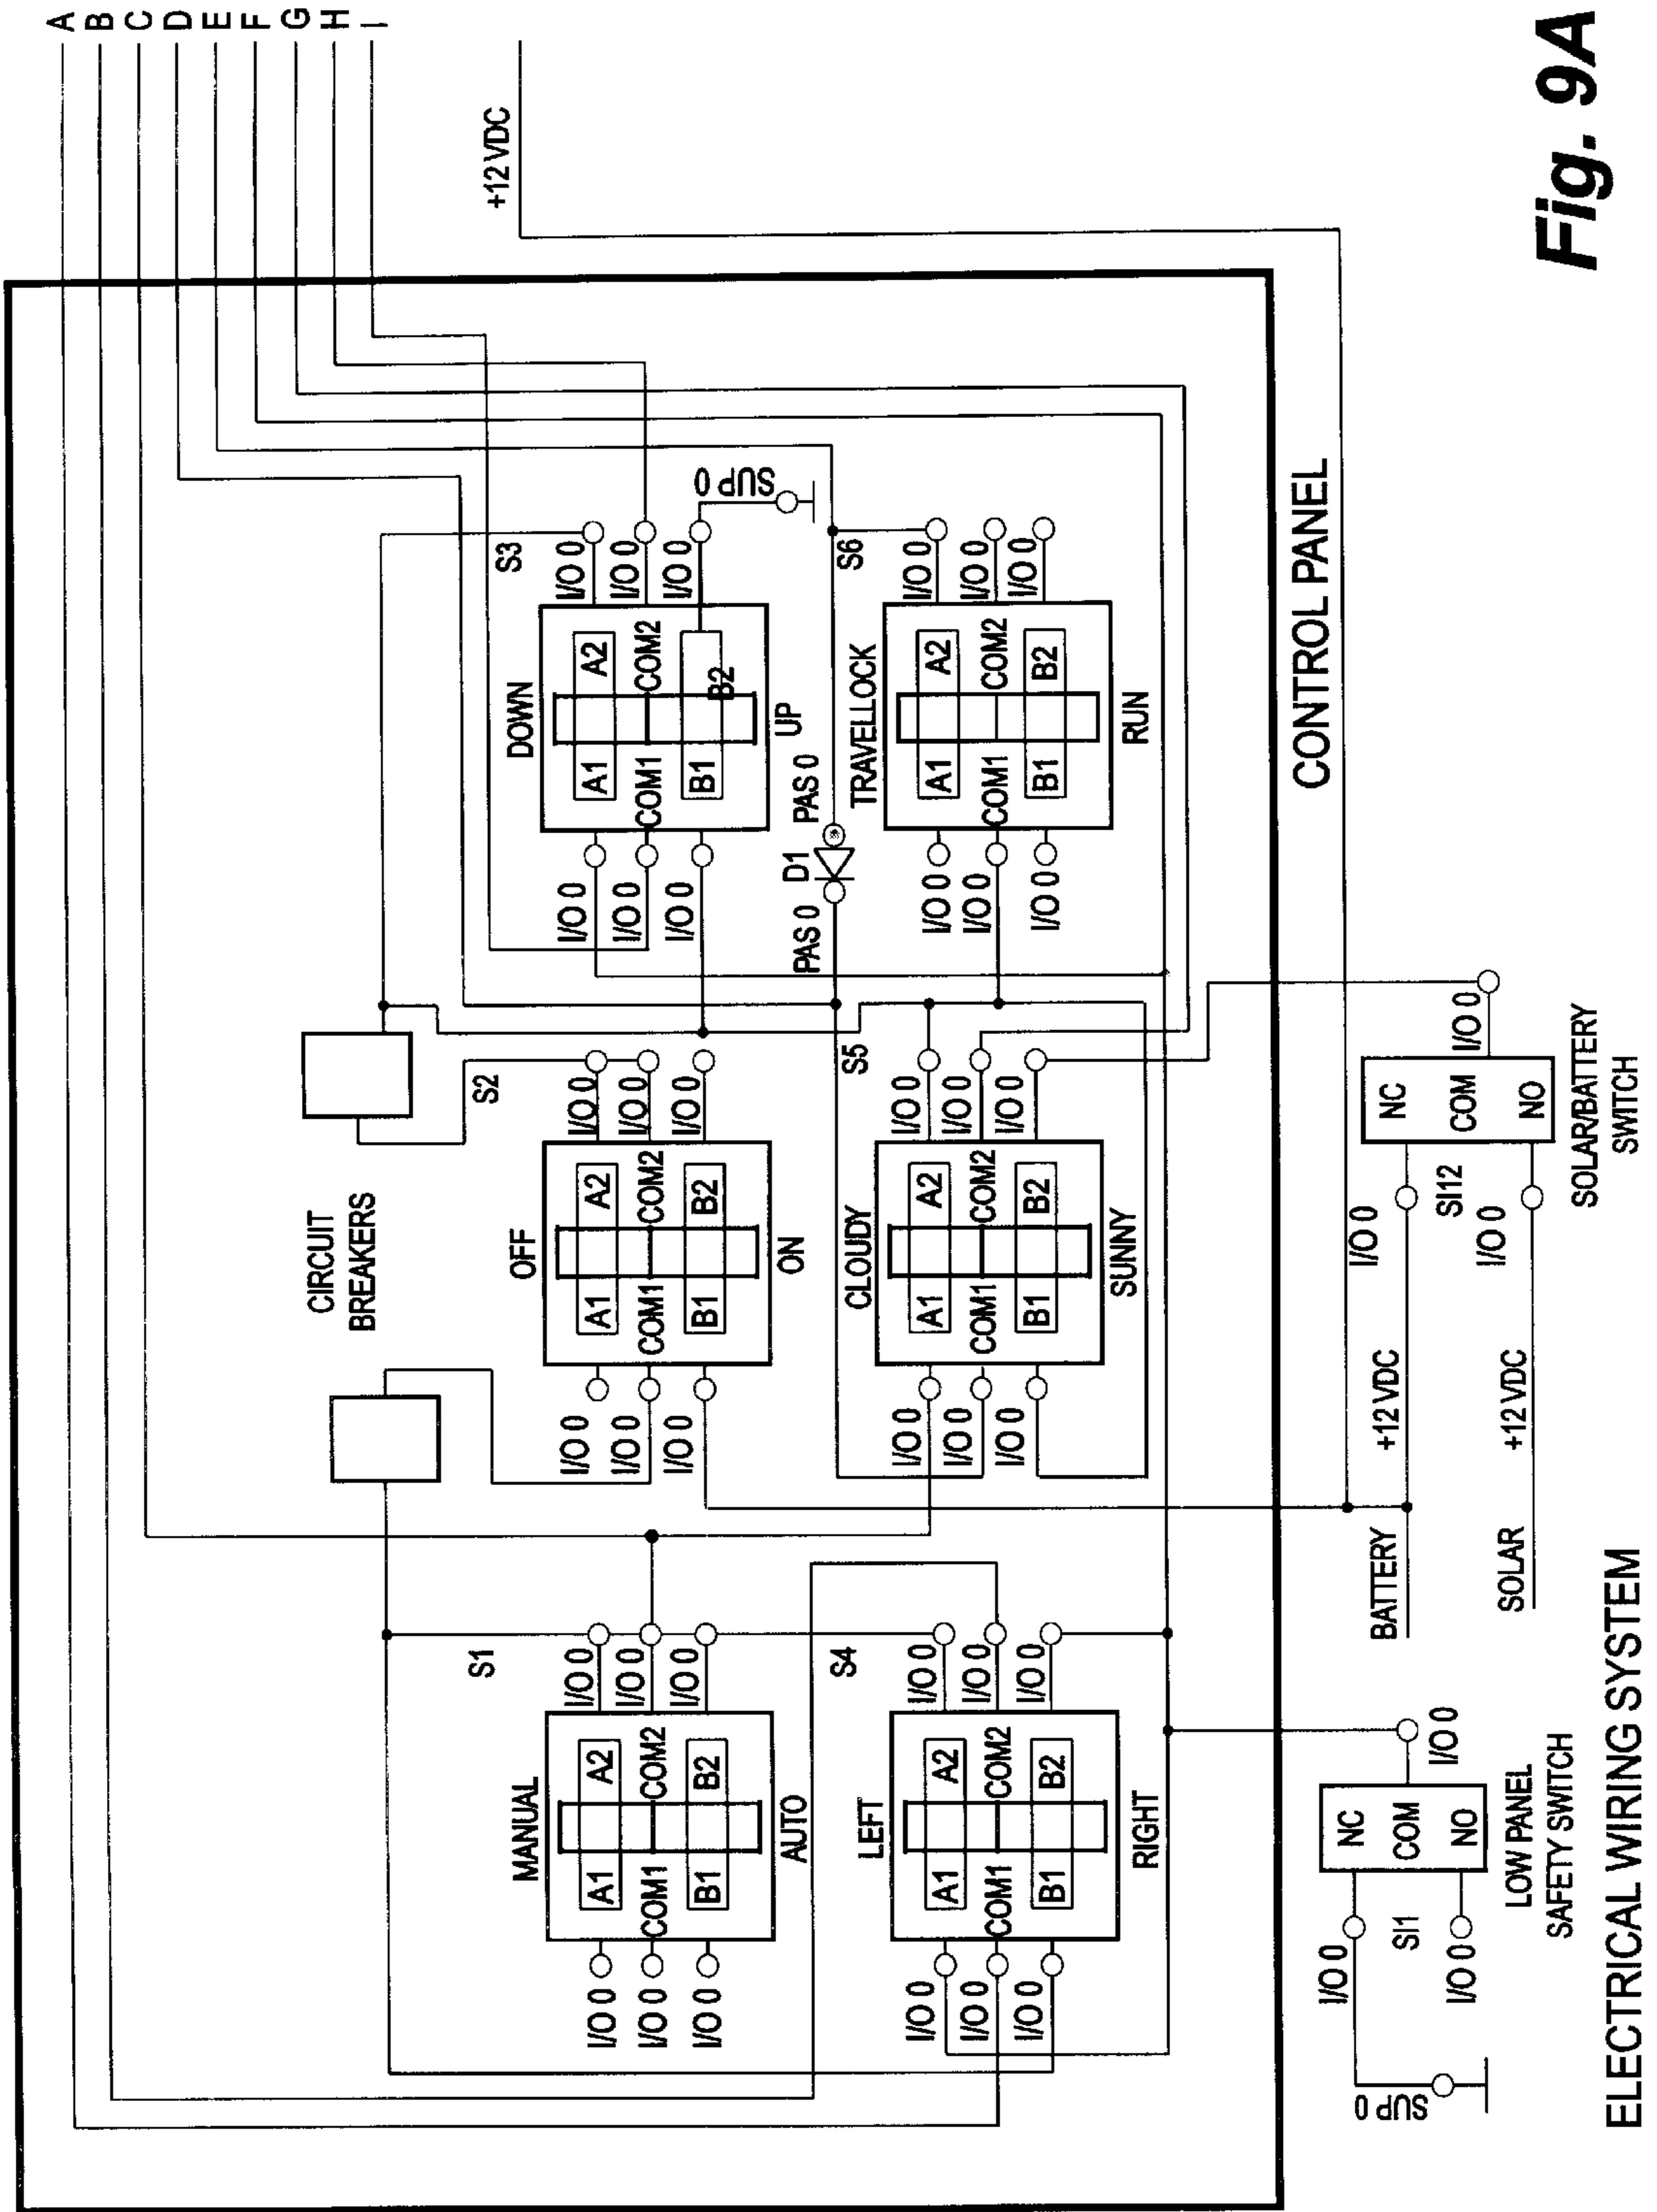 A
B
C
D
E
F
G
H
I
+12 VDC
CIRCUIT
BREAKERS
S1
MANUAL
I/O 0
A1
A2
I/O 0
I/O 0
COM1
COM2
I/O 0
I/O 0
B1
B2
I/O 0
AUTO
S2
OFF
I/O 0
A1
A2
I/O 0
I/O 0
COM1
COM2
I/O 0
I/O 0
B1
B2
I/O 0
ON
S3
DOWN
I/O 0
A1
A2
I/O 0
I/O 0
COM1
COM2
I/O 0
I/O 0
B1
B2
I/O 0
UP
SUP 0
PAS 0
D1
PAS 0
S4
LEFT
I/O 0
A1
A2
I/O 0
I/O 0
COM1
COM2
I/O 0
I/O 0
B1
B2
I/O 0
RIGHT
S5
CLOUDY
I/O 0
A1
A2
I/O 0
I/O 0
COM1
COM2
I/O 0
I/O 0
B1
B2
I/O 0
SUNNY
S6
TRAVELLOCK
I/O 0
A1
A2
I/O 0
I/O 0
COM1
COM2
I/O 0
I/O 0
B1
B2
I/O 0
RUN
CONTROL PANEL
SUP 0
I/O 0
NC
SI1
COM
I/O 0
I/O 0
NO
LOW PANEL
SAFETY SWITCH
BATTERY
+12 VDC
I/O 0
NC
I/O 0
SI12
COM
SOLAR
+12 VDC
I/O 0
NO
SOLAR/BATTERY
SWITCH
ELECTRICAL WIRING SYSTEM
Fig. 9A